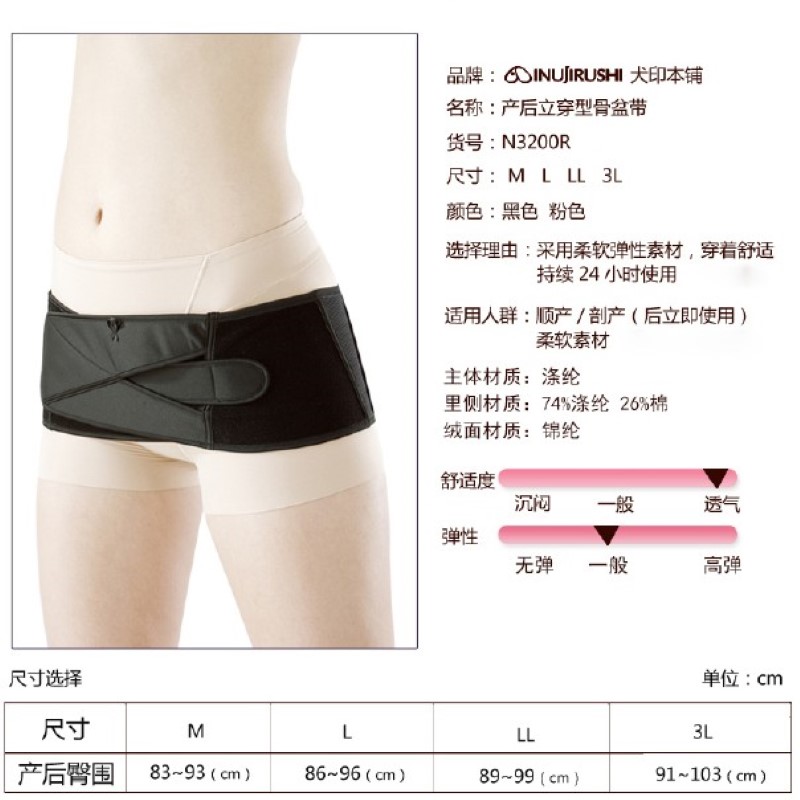 品牌：INUJIRUSHI 犬印本铺
名称：产后立穿型骨盆带
货号：N3200R
尺寸： M L LL 3L
颜色：黑色 粉色
选择理由：采用柔软弹性素材，穿着舒适
持续 24 小时使用
适用人群：顺产 / 剖产（后立即使用）
柔软素材
主体材质：涤纶
里侧材质：74%涤纶 26%棉
绒面材质：锦纶
舒适度
沉闷 一般 透气
弹性
无弹 一般 高弹
尺寸选择 单位：cm
尺寸 M L LL 3L
产后臀围 83~93（cm） 86~96（cm） 89~99（cm） 91~103（cm）